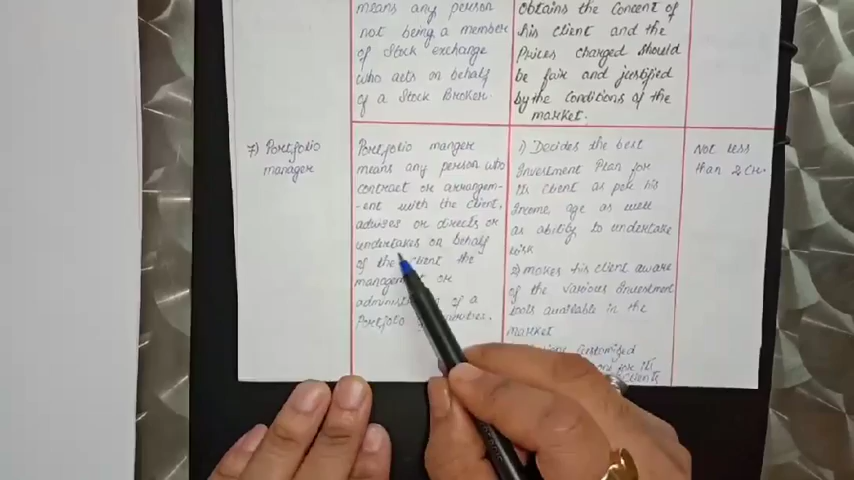 means any person
not being a member
of Stock exchange
who acts on behalf
of a Stock Broker.
obtains the Concent of
his client and the
Prices charged should
be fair and justified
by the Conditions of the
market.
7) Portfolio
manager
Portfolio manger
means any person who
contract or arrangem-
-ent with the client,
advises or directs or
undertakes on behalf
of the client the
or
of a
Portfolio
1) Decides the best
Investment Plan for
his client as per his
Income, age as well
as ability to undertake
risk
2) makes his client aware
of the various Investment
tools available in the
market
Customized
Not less
than 2 Cr.